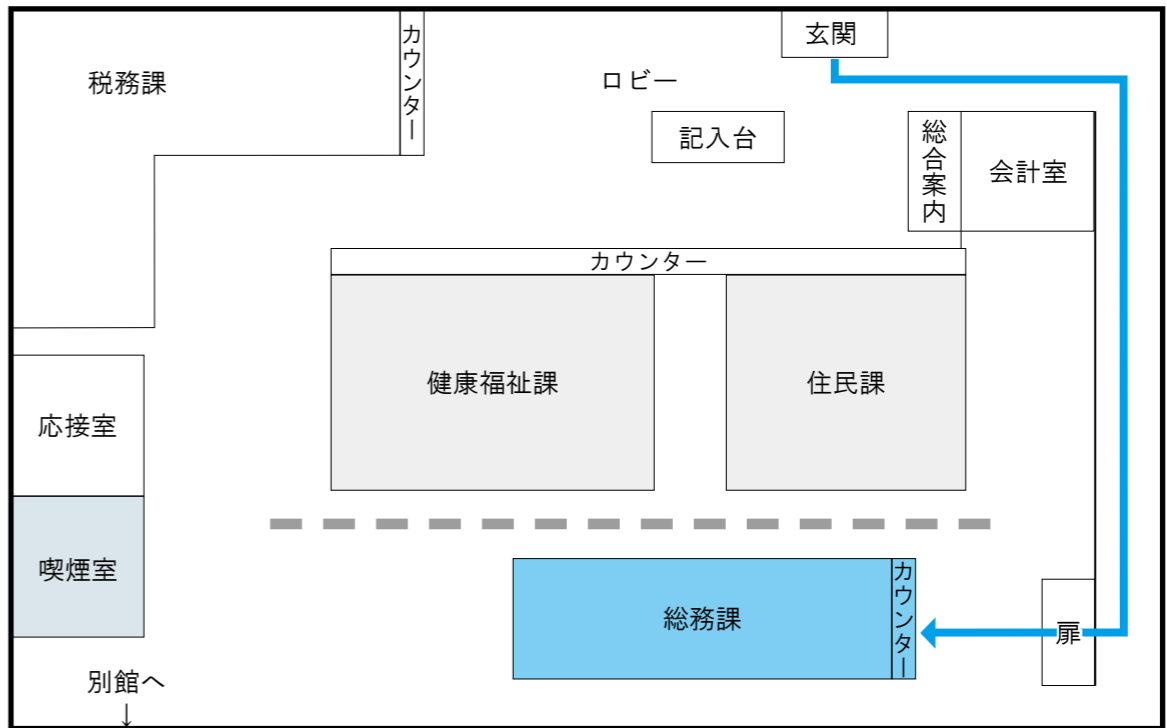 玄関
カウンター
税務課
ロビー
記入台
総合案内
会計室
カウンター
健康福祉課
住民課
応接室
喫煙室
カウンター
総務課
扉
別館へ
↓